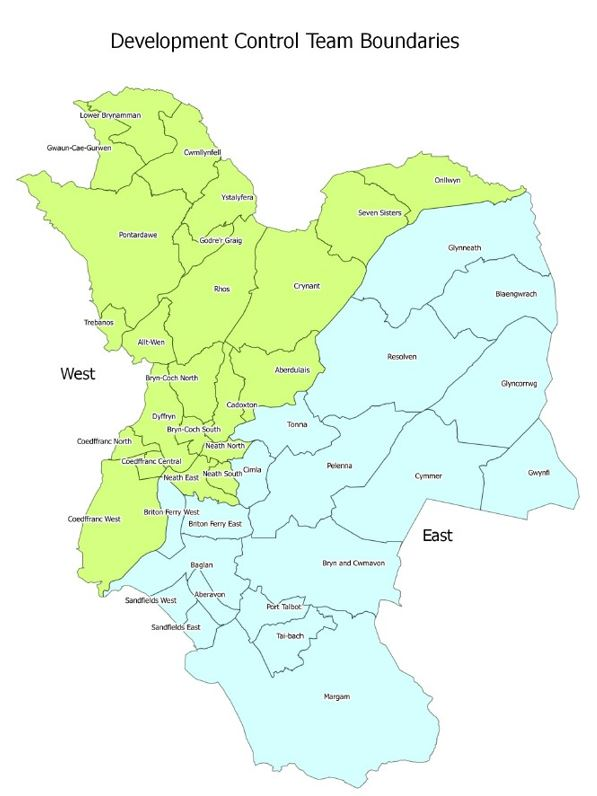 Development Control Team Boundaries
Lower Brynamman
Gwaun-Cae-Gurwen
Cwmllynfell
Onllwyn
Ystalyfera
Seven Sisters
Pontardawe
Godre'r Graig
Glynneath
Rhos
Crynant
Blaengwrach
Trebanos
Allt-Wen
Resolven
Aberdulais
West
Bryn-Coch North
Glyncorrwg
Cadoxton
Dyffryn
Tonna
Bryn-Coch South
Coedffranc North
Neath North
Coedffranc Central
Cimla
Pelenna
Neath East
Neath South
Cymmer
Gwynfi
Coedffranc West
Briton Ferry West
Briton Ferry East
East
Baglan
Bryn and Cwmavon
Aberavon
Sandfields West
Port Talbot
Sandfields East
Tai-bach
Margam